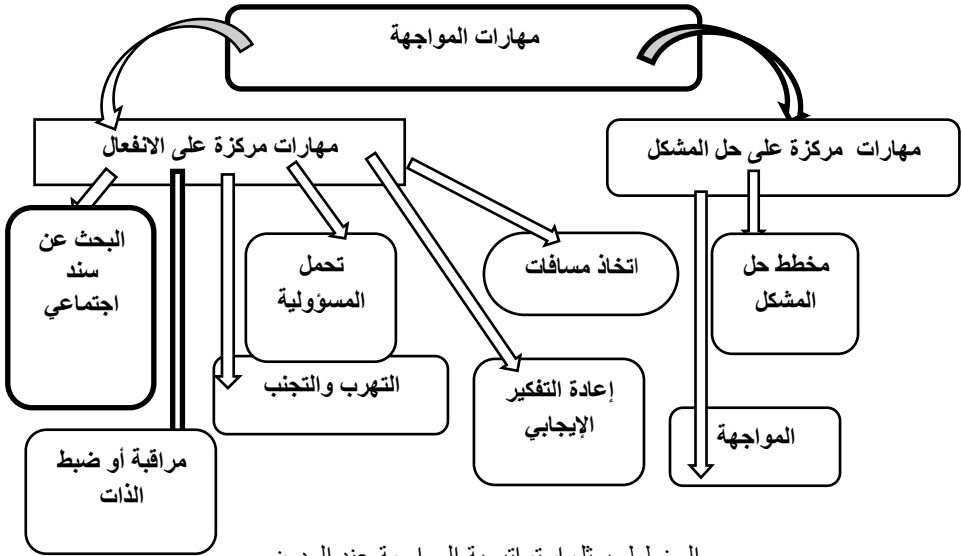 مهارات المواجهة
مهارات مركزة على حل المشكل
مهارات مركزة على الانفعال
مخطط حل
المشكل
اتخاذ مسافات
تحمل
المسؤولية
البحث عن
سند
اجتماعي
المواجهة
إعادة التفكير
الإيجابي
التهرب والتجنب
مراقبة أو ضبط
الذات